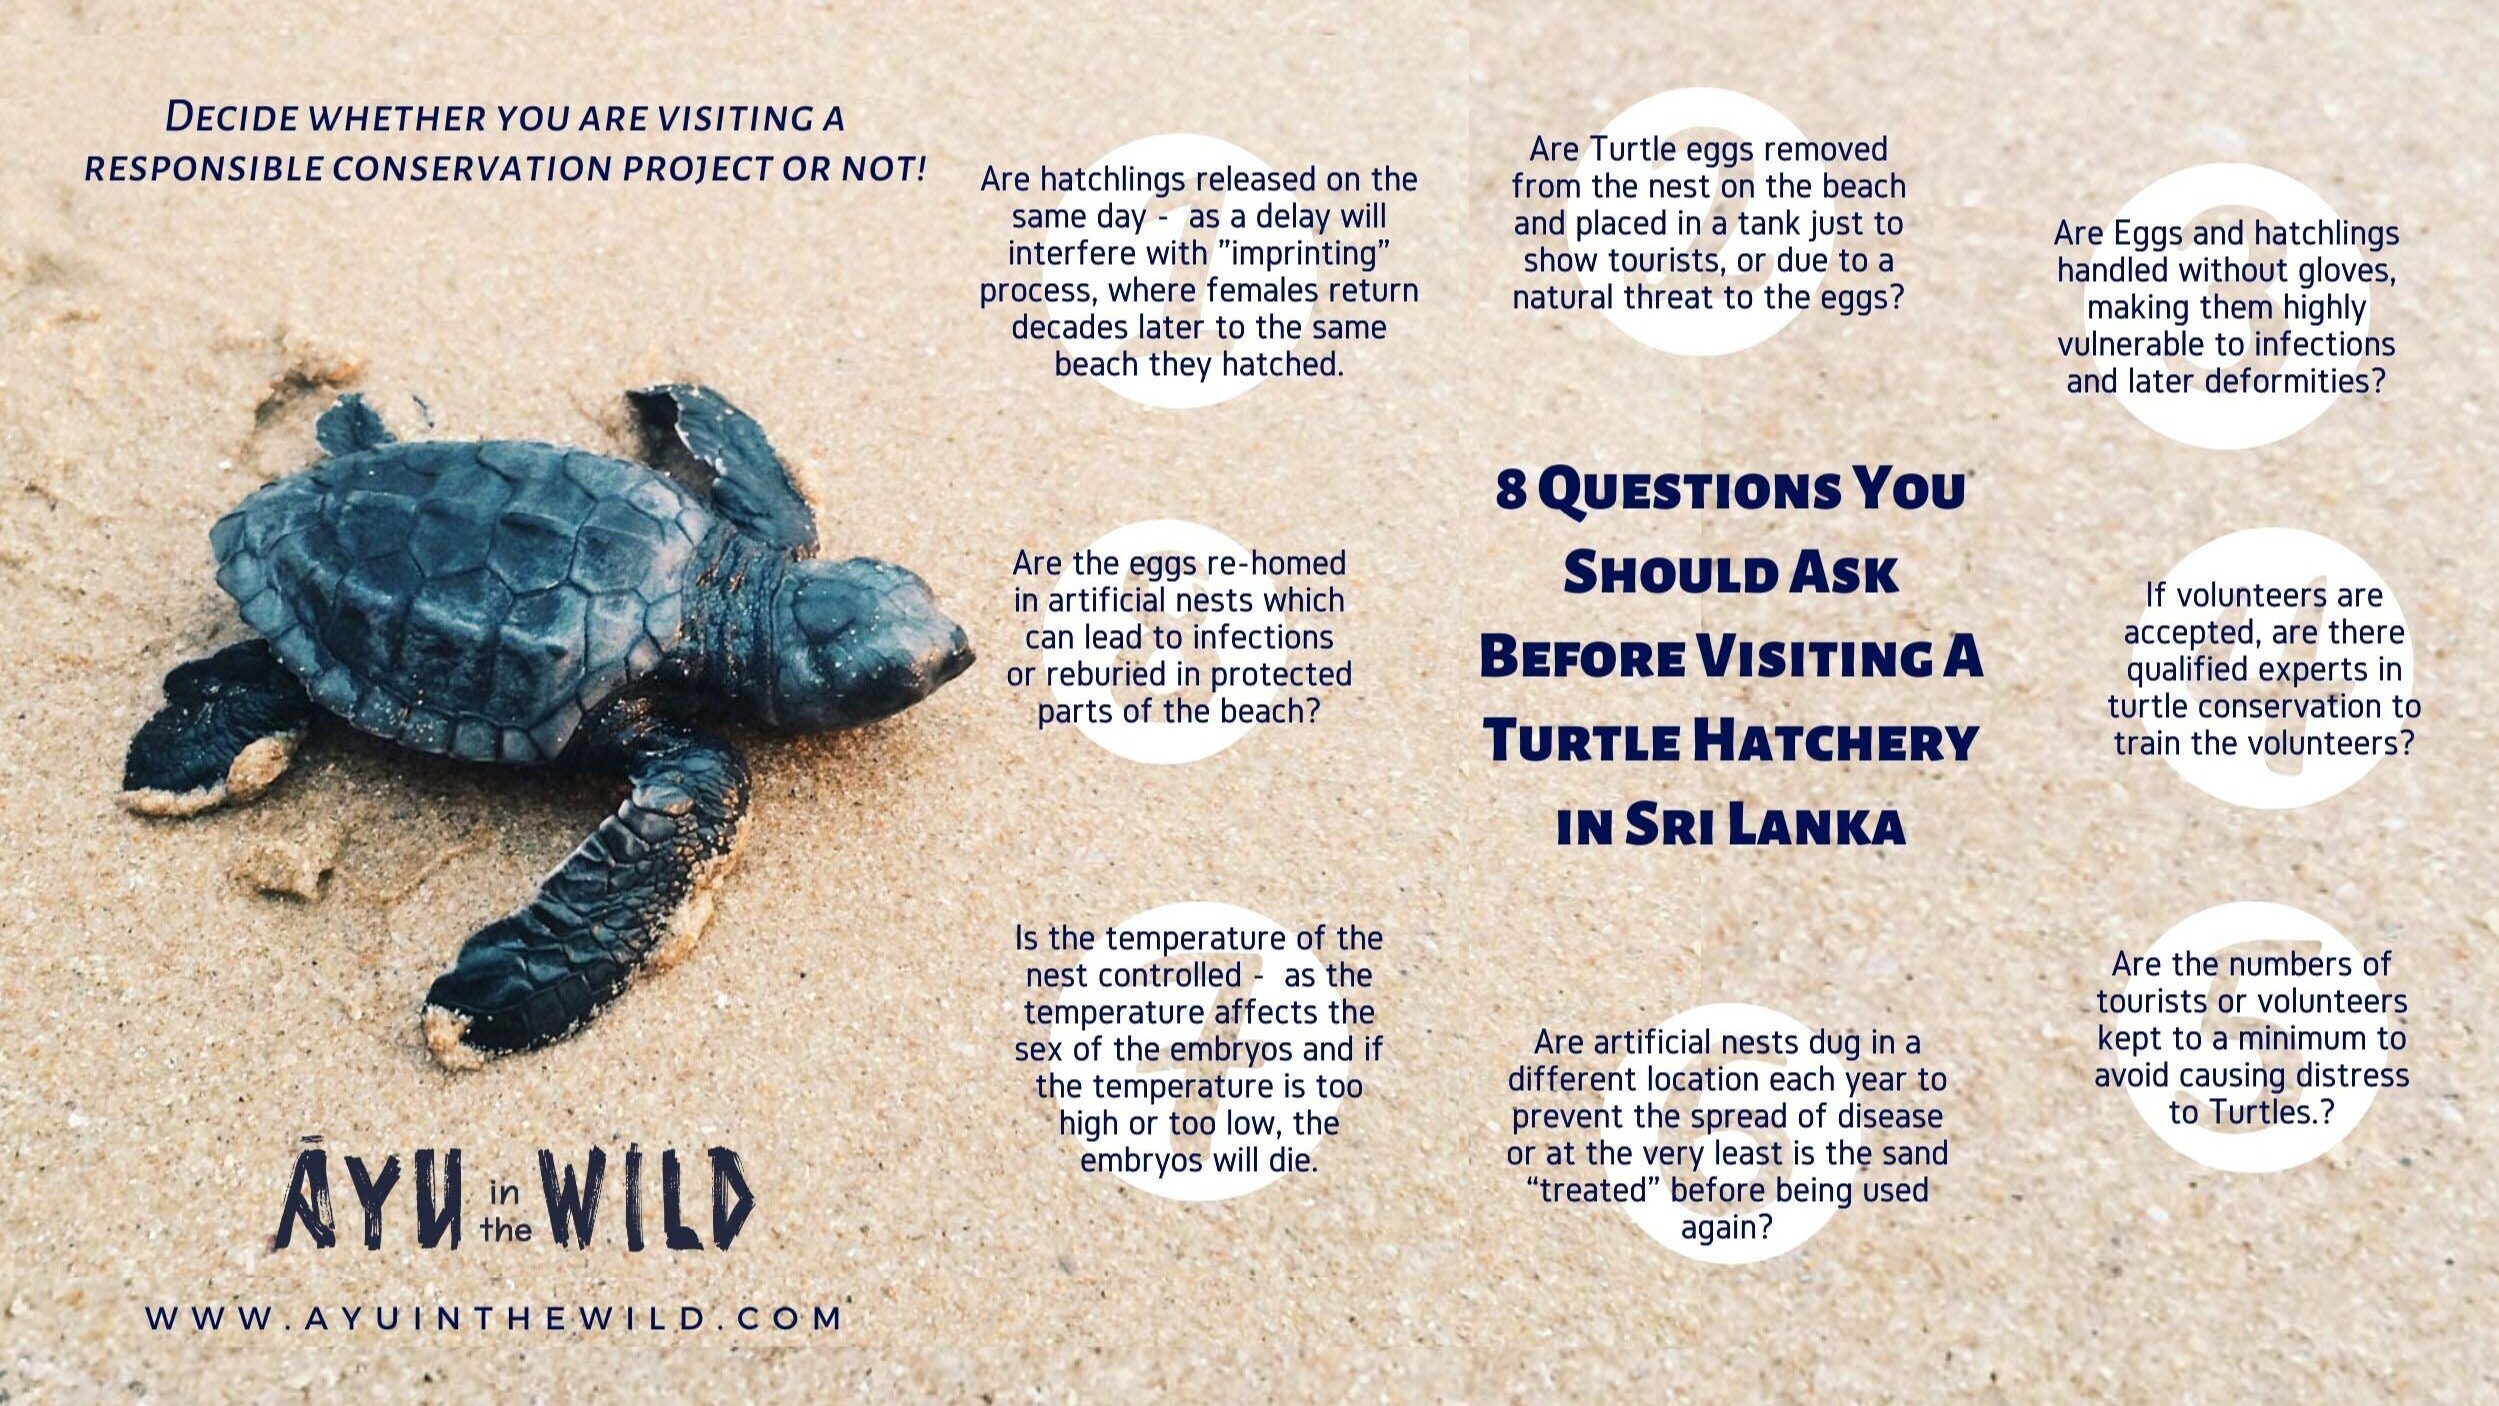 DECIDE WHETHER YOU ARE VISITING A
RESPONSIBLE CONSERVATION PROJECT OR NOT!
1
Are hatchlings released on the
same day - as a delay will
interfere with "imprinting"
process, where females return
decades later to the same
beach they hatched.
2
Are Turtle eggs removed
from the nest on the beach
and placed in a tank just to
show tourists, or due to a
natural threat to the eggs?
3
Are Eggs and hatchlings
handled without gloves,
making them highly
vulnerable to infections
and later deformities?
8 QUESTIONS YOU
SHOULD ASK
BEFORE VISITING A
TURTLE HATCHERY
IN SRI LANKA
4
If volunteers are
accepted, are there
qualified experts in
turtle conservation to
train the volunteers?
5
Are the numbers of
tourists or volunteers
kept to a minimum to
avoid causing distress
to Turtles.?
6
Are artificial nests dug in a
different location each year to
prevent the spread of disease
or at the very least is the sand
“treated” before being used
again?
7
Is the temperature of the
nest controlled - as the
temperature affects the
sex of the embryos and if
the temperature is too
high or too low, the
embryos will die.
8
Are the eggs re-homed
in artificial nests which
can lead to infections
or reburied in protected
parts of the beach?
ĀYU in the WILD
WWW.AYUINTHEWILD.COM